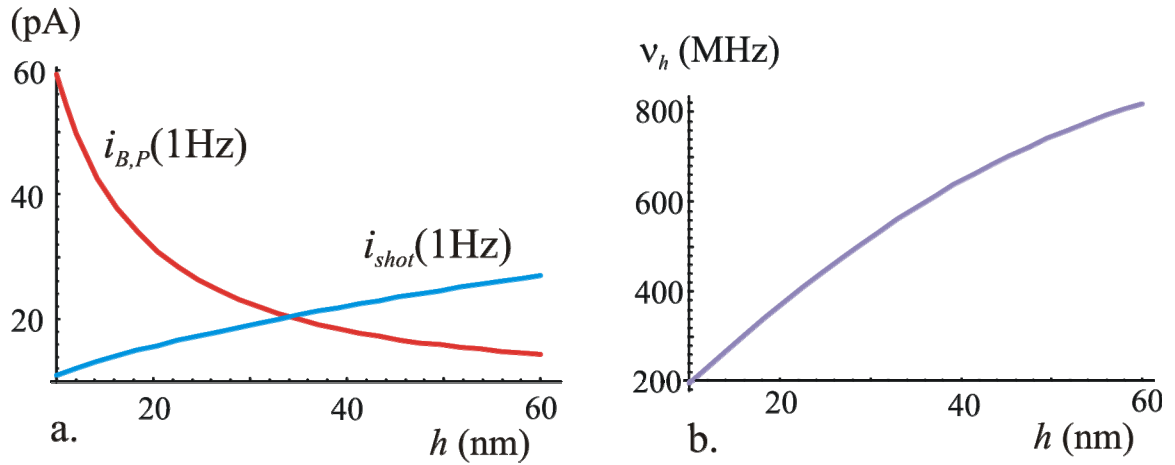 (pA)
60
40
20
i_{B,P}(1Hz)
i_{shot}(1Hz)
20 40 60
a. h (nm)
ν_h (MHz)
800
600
400
200
20 40 60
b. h (nm)